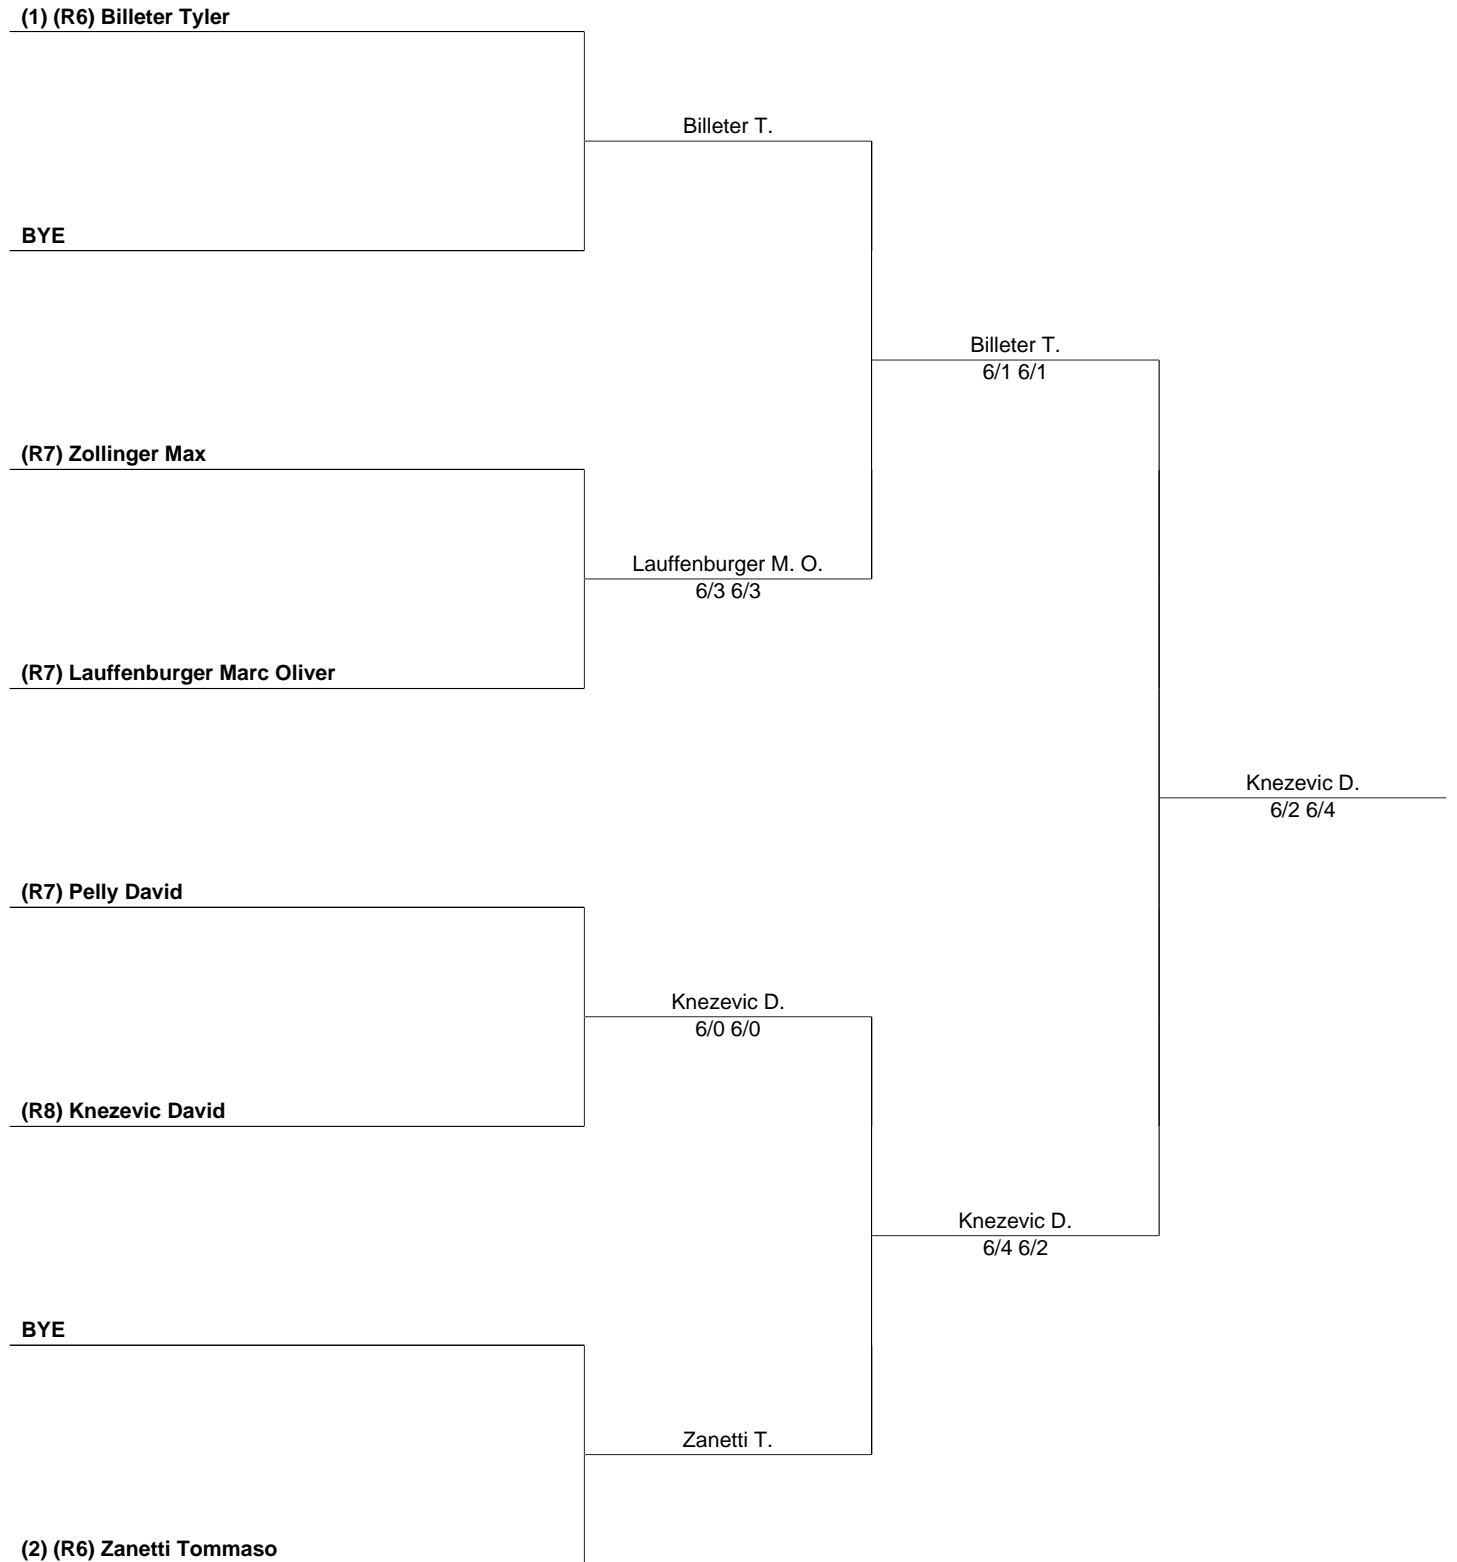 (1) (R6) Billeter Tyler
Billeter T.
BYE
Billeter T.
6/1 6/1
(R7) Zollinger Max
Lauffenburger M. O.
6/3 6/3
(R7) Lauffenburger Marc Oliver
Knezevic D.
6/2 6/4
(R7) Pelly David
Knezevic D.
6/0 6/0
(R8) Knezevic David
Knezevic D.
6/4 6/2
BYE
Zanetti T.
(2) (R6) Zanetti Tommaso